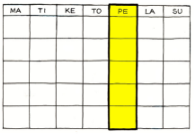 MA TI KE TO PE LA SU